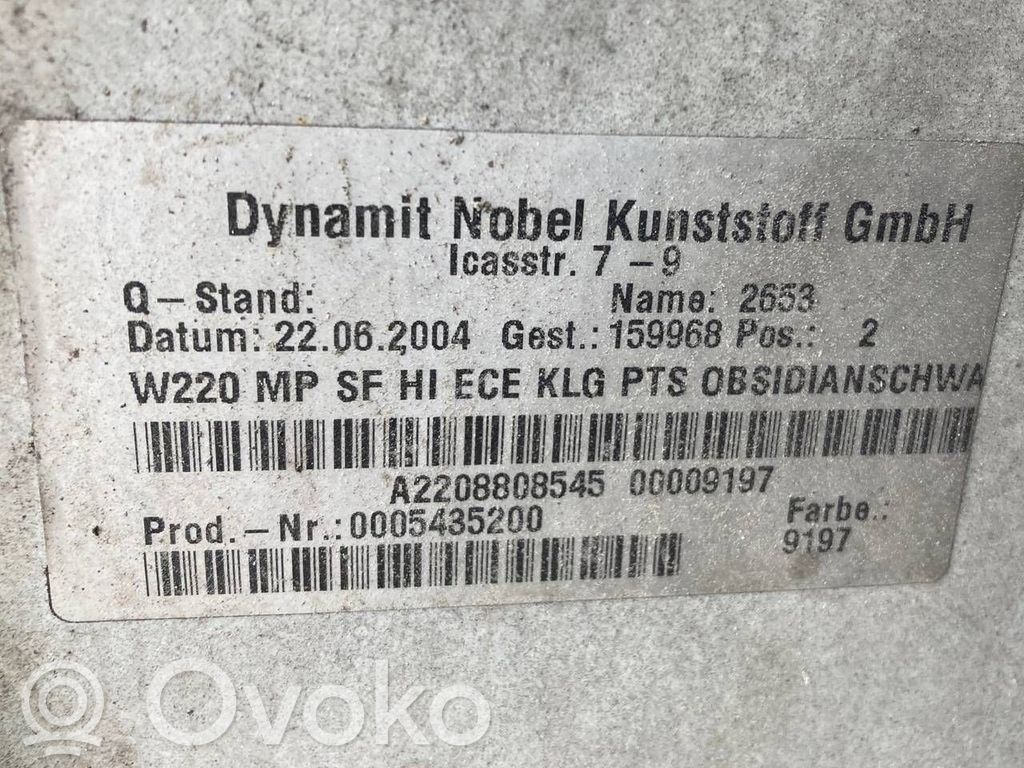 Dynamit Nobel Kunststoff GmbH
Icasstr. 7 - 9
Q - Stand: Name: 2653
Datum: 22.06.2004 Gest.: 159968 Pos.: 2
W220 MP SF HI ECE KLG PTS OBSIDIANSCHWA
A2208808545 00009197
Prod. - Nr.: 0005435200 Farbe.:
9197
Ovoko